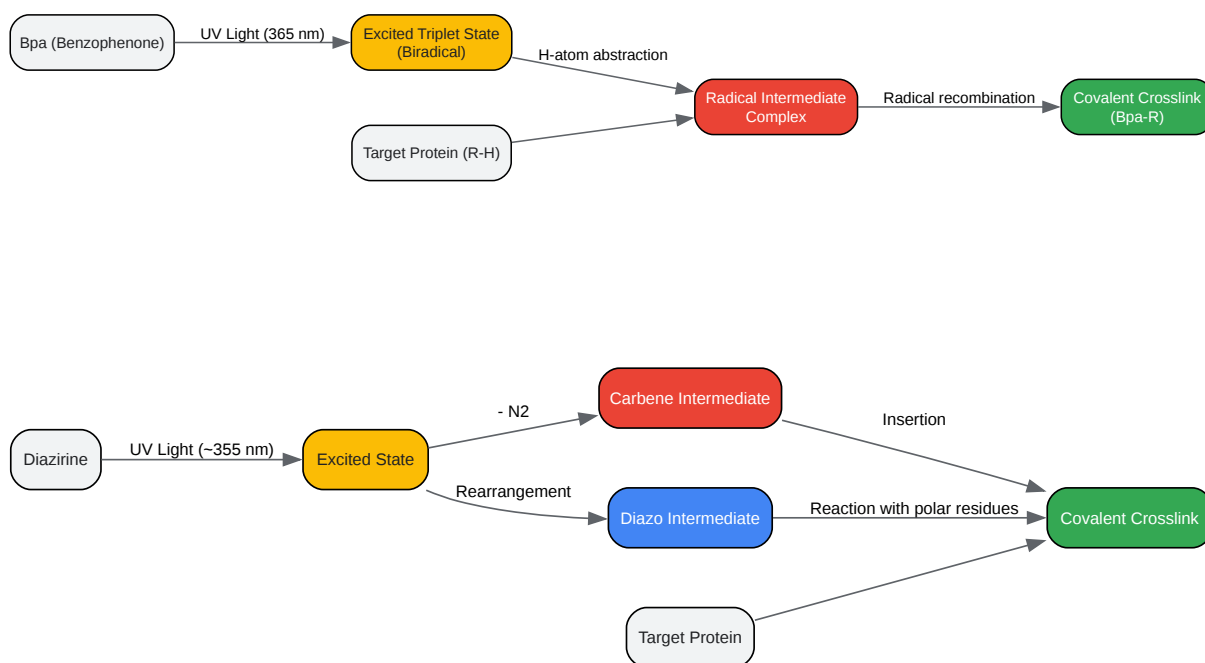 Bpa (Benzophenone)
UV Light (365 nm)
Excited Triplet State
(Biradical)
H-atom abstraction
Target Protein (R-H)
Radical Intermediate
Complex
Radical recombination
Covalent Crosslink
(Bpa-R)
Diazirine
UV Light (~355 nm)
Excited State
- N2
Carbene Intermediate
Insertion
Rearrangement
Diazo Intermediate
Reaction with polar residues
Covalent Crosslink
Target Protein